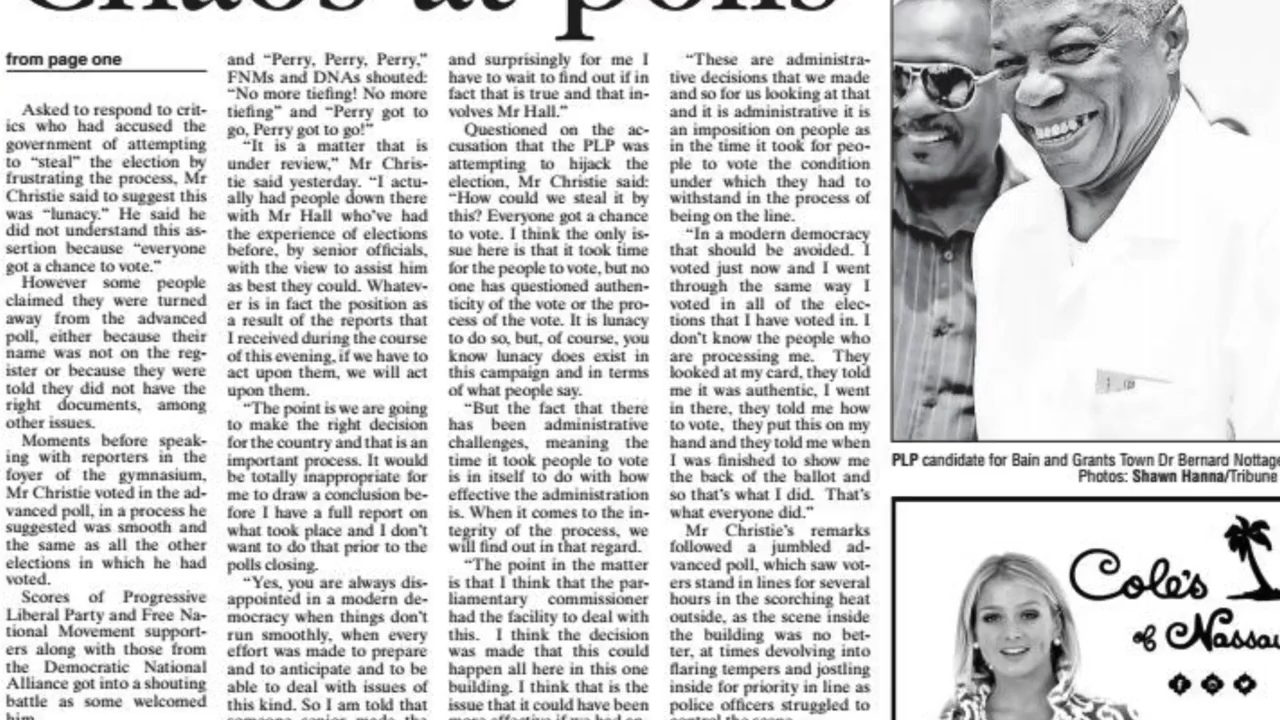 Chaos at polls
from page one
Asked to respond to crit-
ics who had accused the
government of attempting
to “steal” the election by
frustrating the process, Mr
Christie said to suggest this
was “lunacy.” He said he
did not understand this as-
sertion because “everyone
got a chance to vote.”
However some people
claimed they were turned
away from the advanced
poll, either because their
name was not on the reg-
ister or because they were
told they did not have the
right documents, among
other issues.
Moments before speak-
ing with reporters in the
foyer of the gymnasium,
Mr Christie voted in the ad-
vanced poll, in a process he
suggested was smooth and
the same as all the other
elections in which he had
voted.
Scores of Progressive
Liberal Party and Free Na-
tional Movement support-
ers along with those from
the Democratic National
Alliance got into a shouting
battle as some welcomed
him
and “Perry, Perry, Perry,”
FNMs and DNAs shouted:
“No more tiefing! No more
tiefing” and “Perry got to
go, Perry got to go!”
“It is a matter that is
under review,” Mr Chris-
tie said yesterday. “I actu-
ally had people down there
with Mr Hall who’ve had
the experience of elections
before, by senior officials,
with the view to assist him
as best they could. Whatev-
er is in fact the position as
a result of the reports that
I received during the course
of this evening, if we have to
act upon them, we will act
upon them.
“The point is we are going
to make the right decision
for the country and that is an
important process. It would
be totally inappropriate for
me to draw a conclusion be-
fore I have a full report on
what took place and I don’t
want to do that prior to the
polls closing.
“Yes, you are always dis-
appointed in a modern de-
mocracy when things don’t
run smoothly, when every
effort was made to prepare
and to anticipate and to be
able to deal with issues of
this kind. So I am told that
someone senior made the
and surprisingly for me I
have to wait to find out if in
fact that is true and that in-
volves Mr Hall.”
Questioned on the ac-
cusation that the PLP was
attempting to hijack the
election, Mr Christie said:
“How could we steal it by
this? Everyone got a chance
to vote. I think the only is-
sue here is that it took time
for the people to vote, but no
one has questioned authen-
ticity of the vote or the pro-
cess of the vote. It is lunacy
to do so, but, of course, you
know lunacy does exist in
this campaign and in terms
of what people say.
“But the fact that there
has been administrative
challenges, meaning the
time it took people to vote
is in itself to do with how
effective the administration
is. When it comes to the in-
tegrity of the process, we
will find out in that regard.
“The point in the matter
is that I think that the par-
liamentary commissioner
had the facility to deal with
this. I think the decision
was made that this could
happen all here in this one
building. I think that is the
issue that it could have been
more effective if we had
“These are administra-
tive decisions that we made
and so for us looking at that
and it is administrative it is
an imposition on people as
in the time it took for peo-
ple to vote the condition
under which they had to
withstand in the process of
being on the line.
“In a modern democracy
that should be avoided. I
voted just now and I went
through the same way I
voted in all of the elec-
tions that I have voted in. I
don’t know the people who
are processing me. They
looked at my card, they told
me it was authentic, I went
in there, they told me how
to vote, they put this on my
hand and they told me when
I was finished to show me
the back of the ballot and
so that’s what I did. That’s
what everyone did.”
Mr Christie’s remarks
followed a jumbled ad-
vanced poll, which saw vot-
ers stand in lines for several
hours in the scorching heat
outside, as the scene inside
the building was no bet-
ter, at times devolving into
flaring tempers and jostling
inside for priority in line as
police officers struggled to
control the scene.
PLP candidate for Bain and Grants Town Dr Bernard Nottage
Photos: Shawn Hanna/Tribune
Cole’s
of Nassau